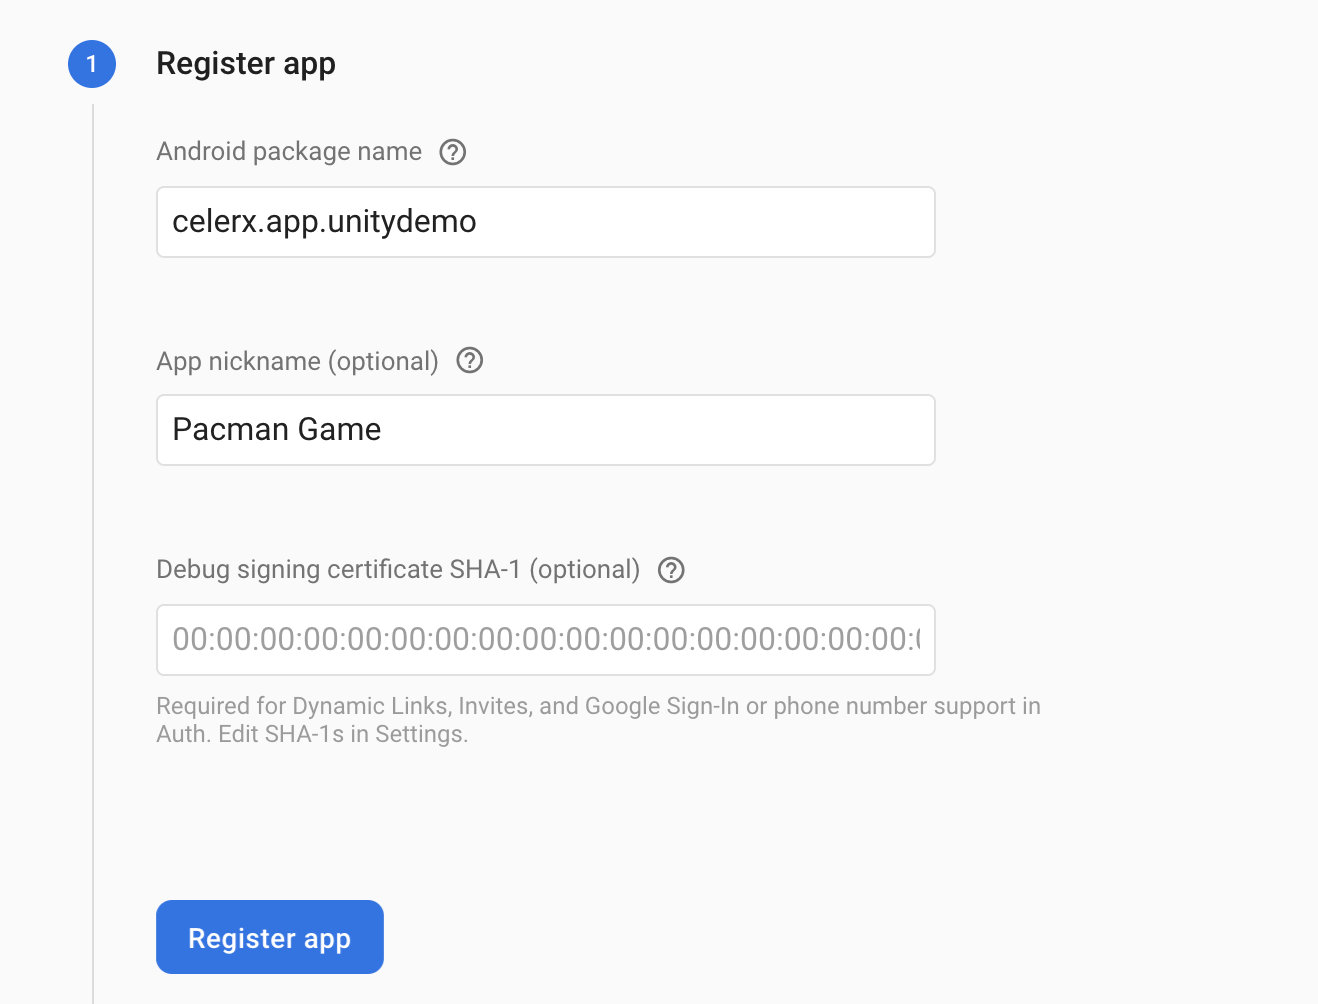 1
Register app
Android package name ?
celerx.app.unitydemo
App nickname (optional) ?
Pacman Game
Debug signing certificate SHA-1 (optional) ?
00:00:00:00:00:00:00:00:00:00:00:00:00:00:00:00:00:
Required for Dynamic Links, Invites, and Google Sign-In or phone number support in
Auth. Edit SHA-1s in Settings.
Register app